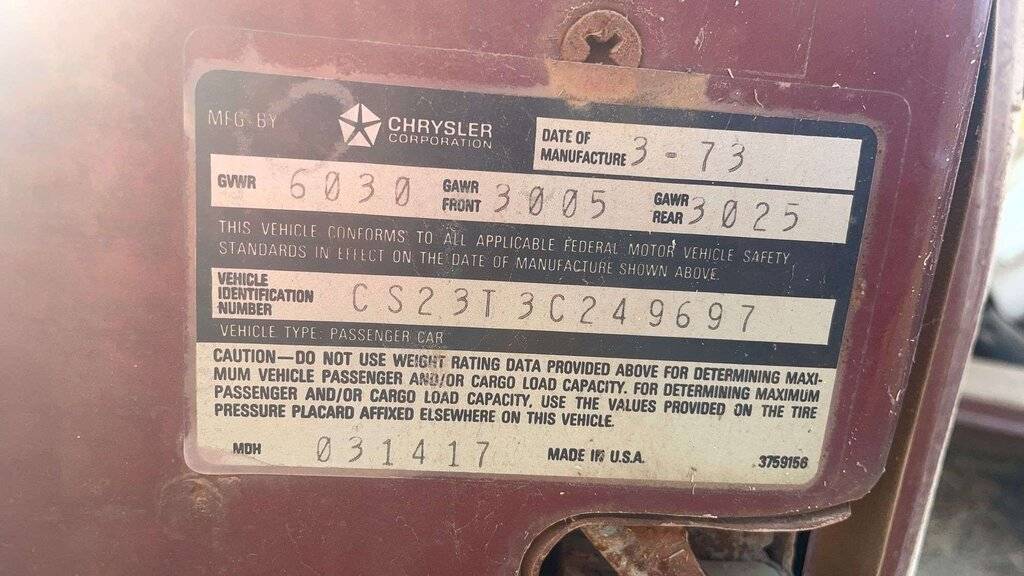 MFG BY CHRYSLER CORPORATION
DATE OF MANUFACTURE 3-73
GVWR 6030 GAWR FRONT 3005 GAWR REAR 3025
THIS VEHICLE CONFORMS TO ALL APPLICABLE FEDERAL MOTOR VEHICLE SAFETY
STANDARDS IN EFFECT ON THE DATE OF MANUFACTURE SHOWN ABOVE.
VEHICLE IDENTIFICATION NUMBER CS23T3C249697
VEHICLE TYPE: PASSENGER CAR
CAUTION—DO NOT USE WEIGHT RATING DATA PROVIDED ABOVE FOR DETERMINING MAXI-
MUM VEHICLE PASSENGER AND/OR CARGO LOAD CAPACITY. FOR DETERMINING MAXIMUM
PASSENGER AND/OR CARGO LOAD CAPACITY, USE THE VALUES PROVIDED ON THE TIRE
PRESSURE PLACARD AFFIXED ELSEWHERE ON THIS VEHICLE.
MDH 031417 MADE IN U.S.A. 3759156